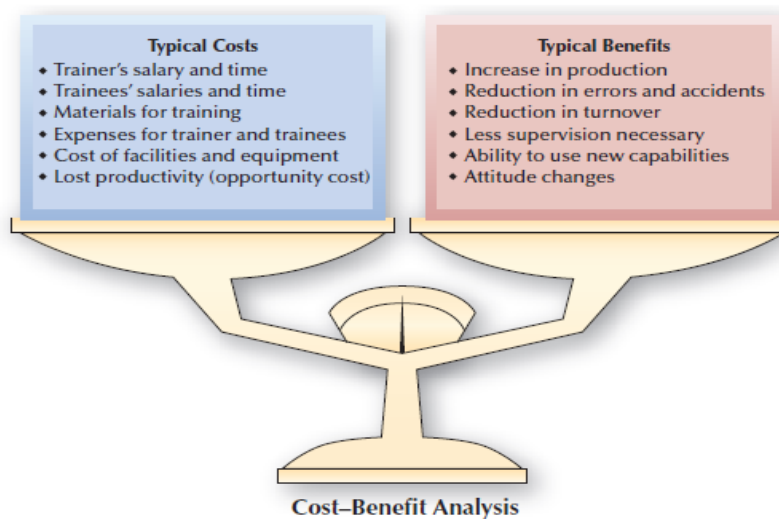 Typical Costs
◆ Trainer's salary and time
◆ Trainees' salaries and time
◆ Materials for training
◆ Expenses for trainer and trainees
◆ Cost of facilities and equipment
◆ Lost productivity (opportunity cost)
Typical Benefits
◆ Increase in production
◆ Reduction in errors and accidents
◆ Reduction in turnover
◆ Less supervision necessary
◆ Ability to use new capabilities
◆ Attitude changes
Cost–Benefit Analysis